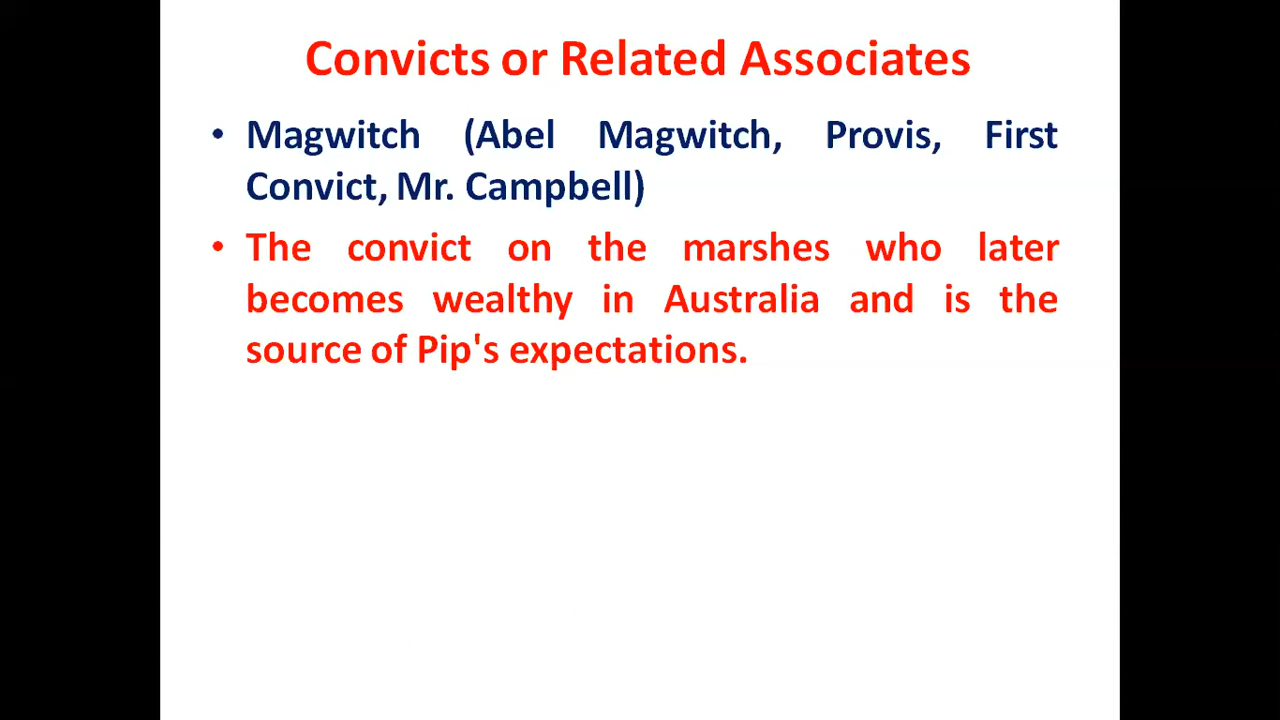 Convicts or Related Associates
• Magwitch (Abel Magwitch, Provis, First
Convict, Mr. Campbell)
• The convict on the marshes who later
becomes wealthy in Australia and is the
source of Pip's expectations.